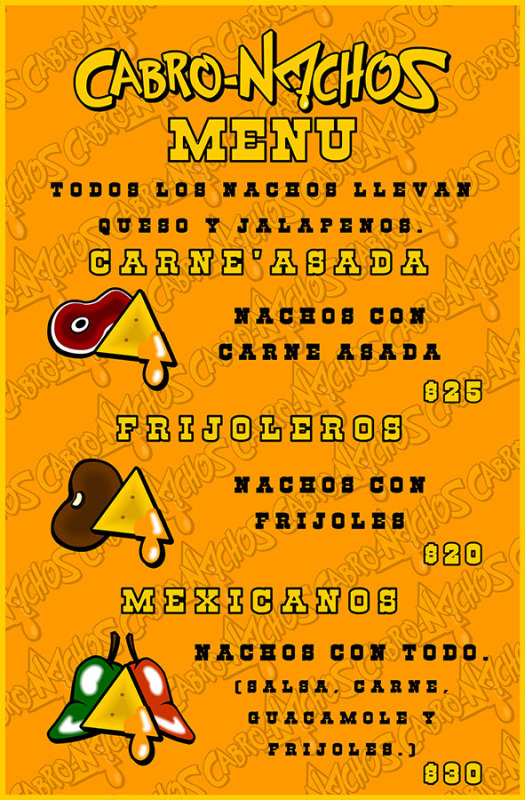 CABRO-NACHOS
MENU
TODOS LOS NACHOS LLEVAN
QUESO Y JALAPENOS.
CARNE'ASADA
NACHOS CON
CARNE ASADA
$25
FRIJOLEROS
NACHOS CON
FRIJOLES
$20
MEXICANOS
NACHOS CON TODO.
(SALSA, CARNE,
GUACAMOLE Y
FRIJOLES.)
$30